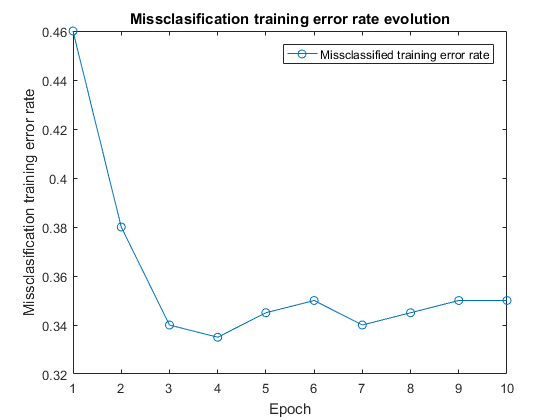 Missclasification training error rate evolution
Missclassified training error rate
Missclasification training error rate
0.46
0.44
0.42
0.4
0.38
0.36
0.34
0.32
1 2 3 4 5 6 7 8 9 10
Epoch